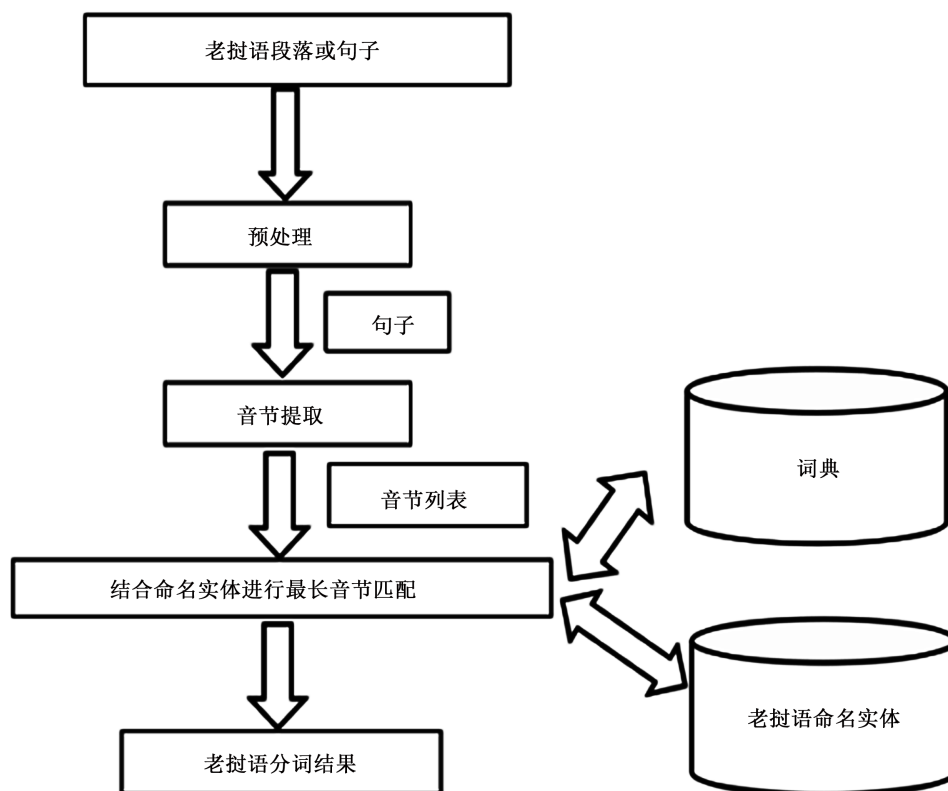 老挝语段落或句子
预处理
句子
音节提取
音节列表
词典
结合命名实体进行最长音节匹配
老挝语命名实体
老挝语分词结果